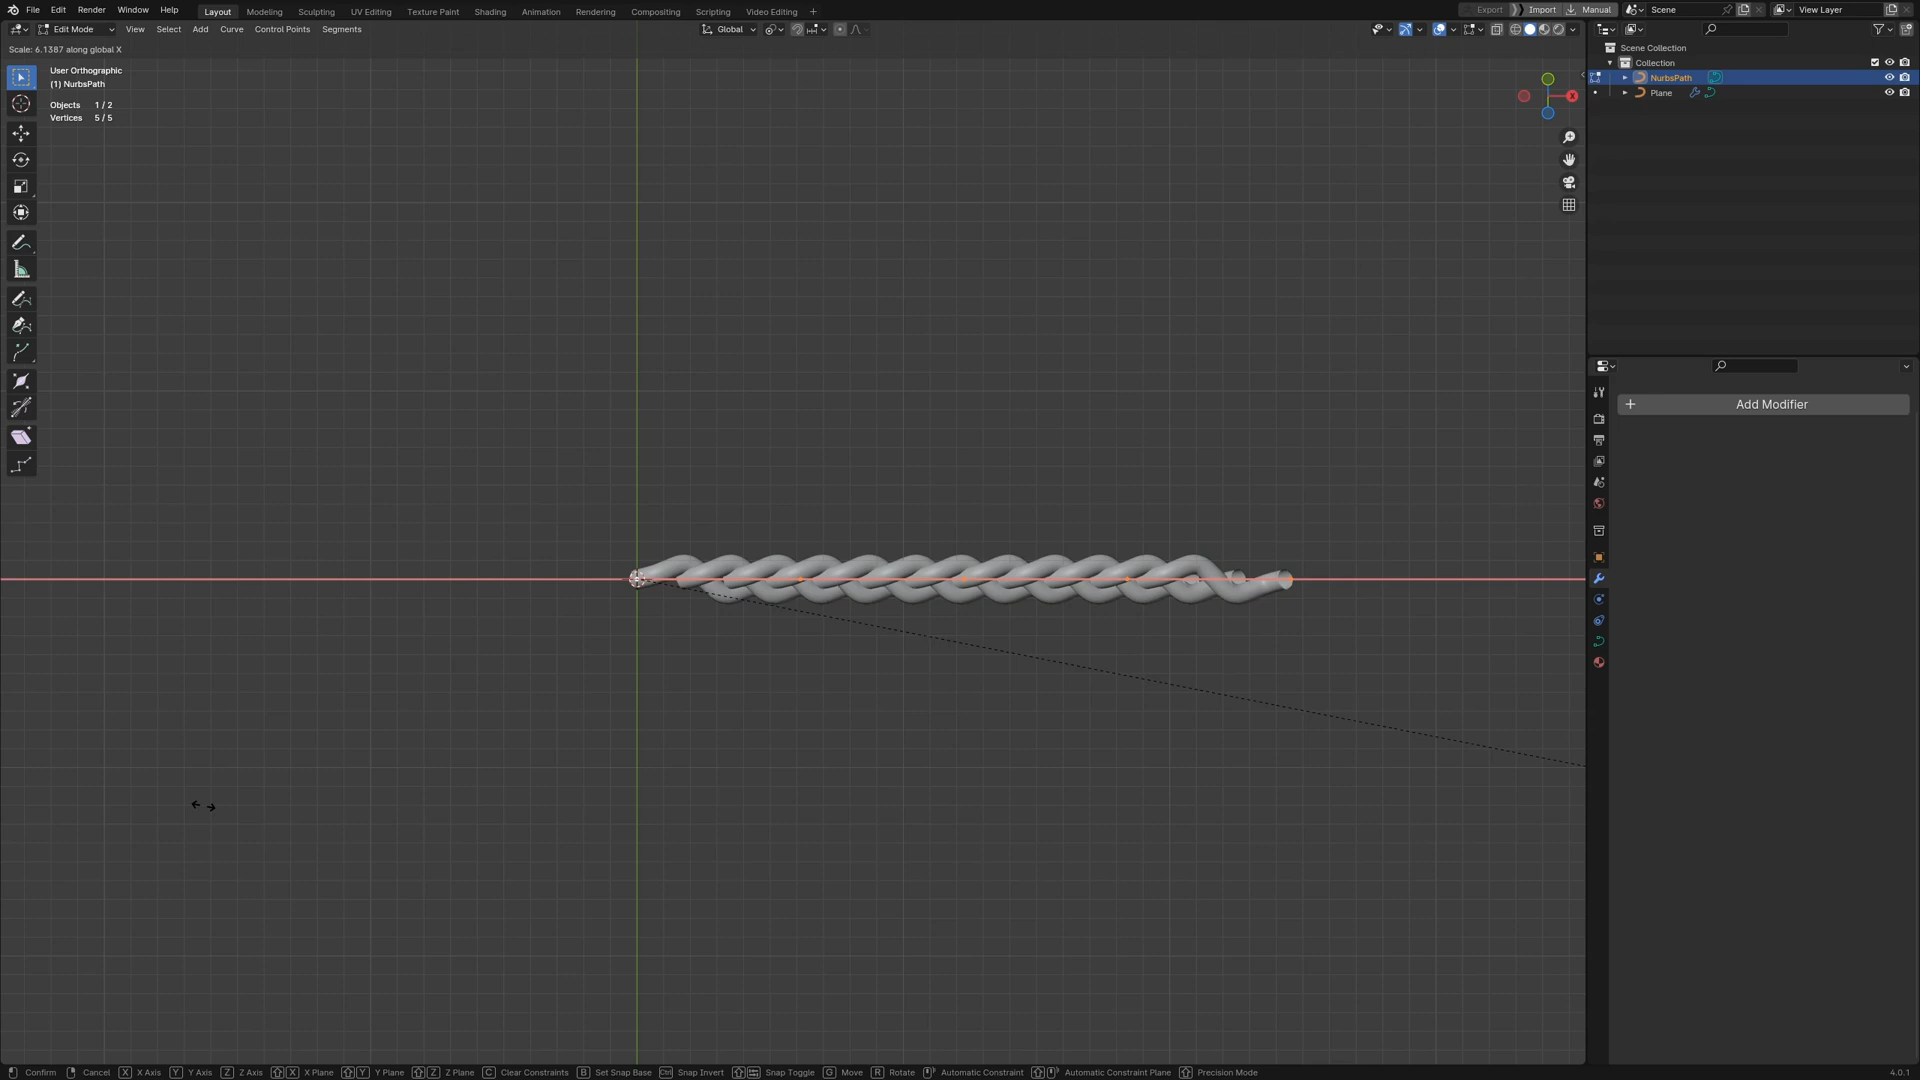 File Edit Render Window Help Layout Modeling Sculpting UV Editing Texture Paint Shading Animation Rendering Compositing Geometry Nodes Scripting Video Editing + Export Import Manual Scene View Layer
Edit Mode View Select Add Curve Control Points Segments Global
Scale: 6.1387 along global X
User Orthographic
(1) NurbsPath
Objects 1 / 2
Vertices 5 / 5
X
Scene Collection
Collection
NurbsPath
Plane
+ Add Modifier
Confirm Cancel X X Axis Y Y Axis Z Z Axis X X Plane Y Y Plane Z Z Plane C Clear Constraints B Set Snap Base Ctrl Snap Invert Snap Toggle G Move R Rotate Automatic Constraint Automatic Constraint Plane Precision Mode 4.0.1